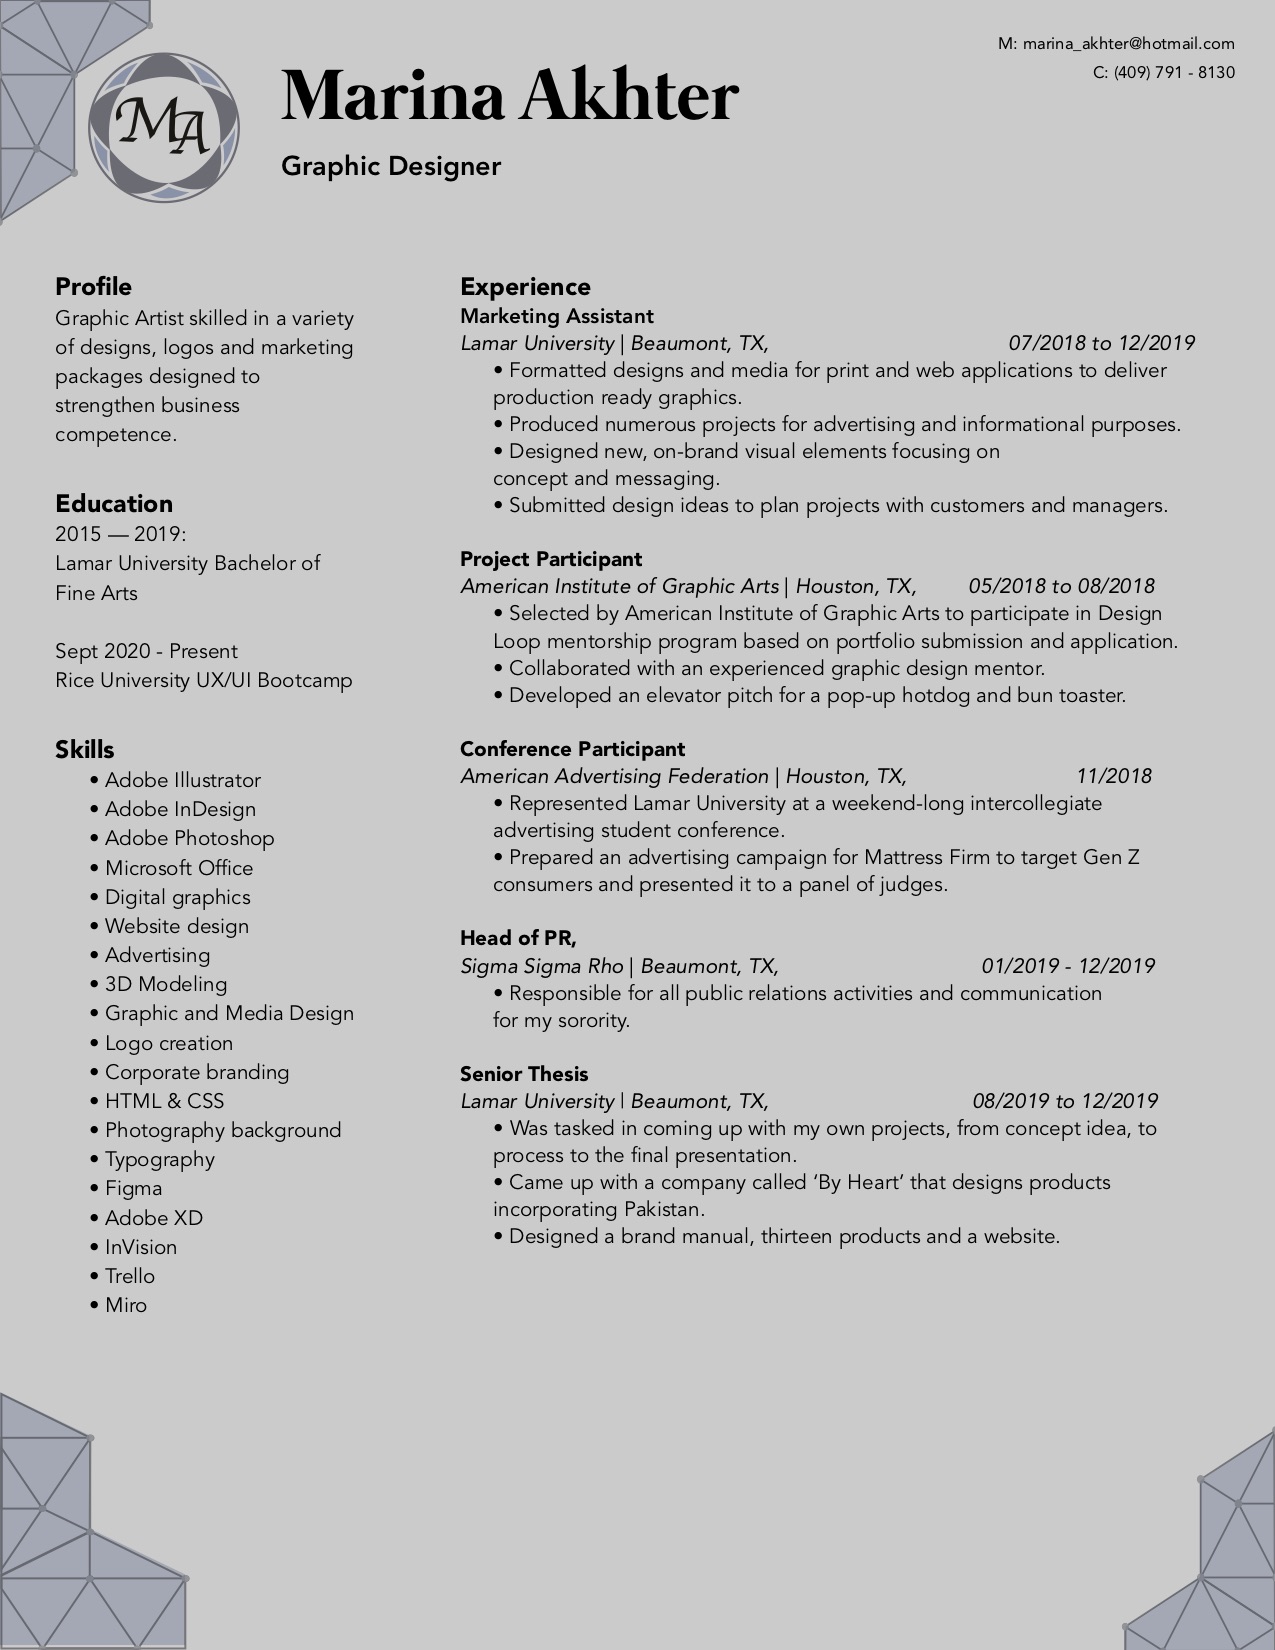 M: marina_akhter@hotmail.com
C: (409) 791 - 8130
MA
Marina Akhter
Graphic Designer
Profile
Graphic Artist skilled in a variety
of designs, logos and marketing
packages designed to
strengthen business
competence.
Education
2015 — 2019:
Lamar University Bachelor of
Fine Arts
Sept 2020 - Present
Rice University UX/UI Bootcamp
Skills
• Adobe Illustrator
• Adobe InDesign
• Adobe Photoshop
• Microsoft Office
• Digital graphics
• Website design
• Advertising
• 3D Modeling
• Graphic and Media Design
• Logo creation
• Corporate branding
• HTML & CSS
• Photography background
• Typography
• Figma
• Adobe XD
• InVision
• Trello
• Miro
Experience
Marketing Assistant
Lamar University | Beaumont, TX, 07/2018 to 12/2019
• Formatted designs and media for print and web applications to deliver
production ready graphics.
• Produced numerous projects for advertising and informational purposes.
• Designed new, on-brand visual elements focusing on
concept and messaging.
• Submitted design ideas to plan projects with customers and managers.
Project Participant
American Institute of Graphic Arts | Houston, TX, 05/2018 to 08/2018
• Selected by American Institute of Graphic Arts to participate in Design
Loop mentorship program based on portfolio submission and application.
• Collaborated with an experienced graphic design mentor.
• Developed an elevator pitch for a pop-up hotdog and bun toaster.
Conference Participant
American Advertising Federation | Houston, TX, 11/2018
• Represented Lamar University at a weekend-long intercollegiate
advertising student conference.
• Prepared an advertising campaign for Mattress Firm to target Gen Z
consumers and presented it to a panel of judges.
Head of PR,
Sigma Sigma Rho | Beaumont, TX, 01/2019 - 12/2019
• Responsible for all public relations activities and communication
for my sorority.
Senior Thesis
Lamar University | Beaumont, TX, 08/2019 to 12/2019
• Was tasked in coming up with my own projects, from concept idea, to
process to the final presentation.
• Came up with a company called ‘By Heart’ that designs products
incorporating Pakistan.
• Designed a brand manual, thirteen products and a website.